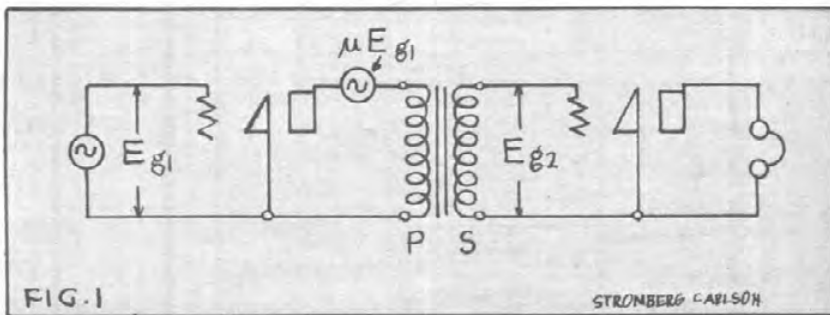 μE g1
E g1
E g2
P S
FIG.1
STROMBERG CARLSON